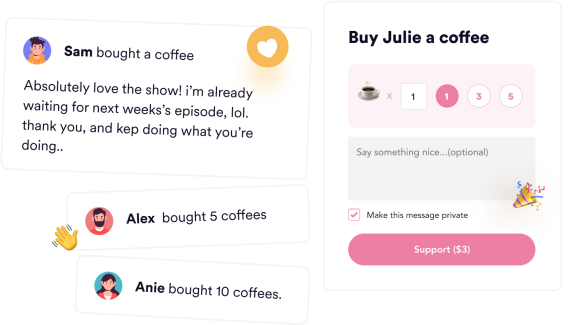 Sam bought a coffee
Absolutely love the show! i'm already
waiting for next weeks's episode, lol.
thank you, and kep doing what you're
doing..
Alex bought 5 coffees
Anie bought 10 coffees.
Buy Julie a coffee
x 1 1 3 5
Say something nice...(optional)
Make this message private
Support ($3)